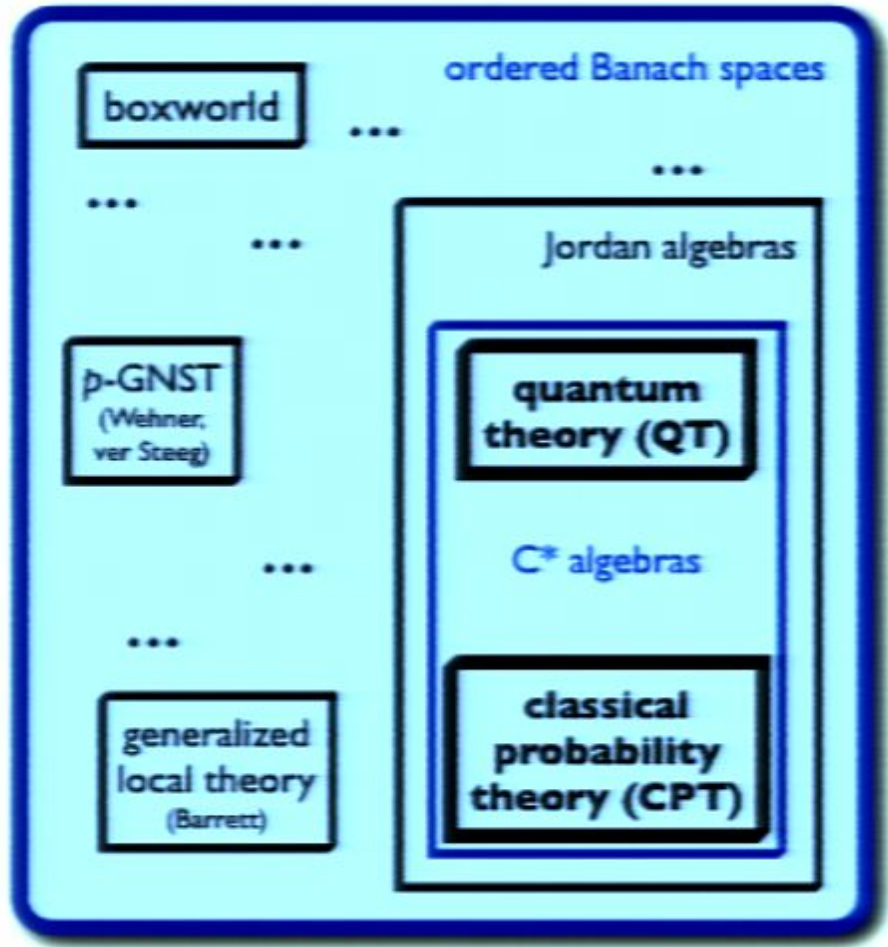 ordered Banach spaces
boxworld
...
...
...
...
Jordan algebras
p-GNST
(Wehner,
ver Steeg)
quantum
theory (QT)
C* algebras
...
...
generalized
local theory
(Barrett)
classical
probability
theory (CPT)